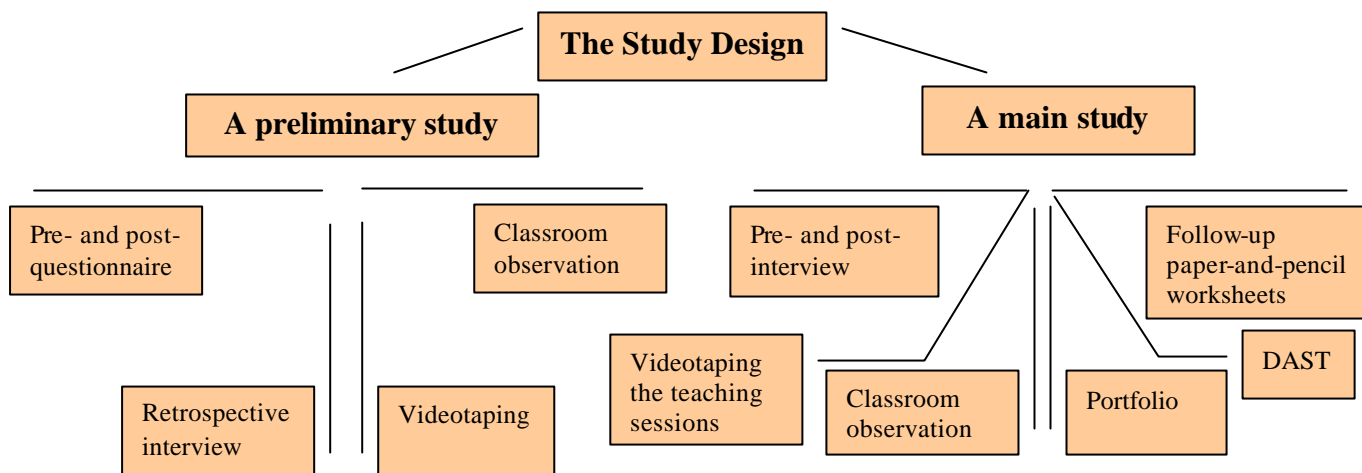 The Study Design
A preliminary study
A main study
Pre- and post-
questionnaire
Classroom
observation
Pre- and post-
interview
Follow-up
paper-and-pencil
worksheets
Retrospective
interview
Videotaping
Videotaping
the teaching
sessions
Classroom
observation
Portfolio
DAST